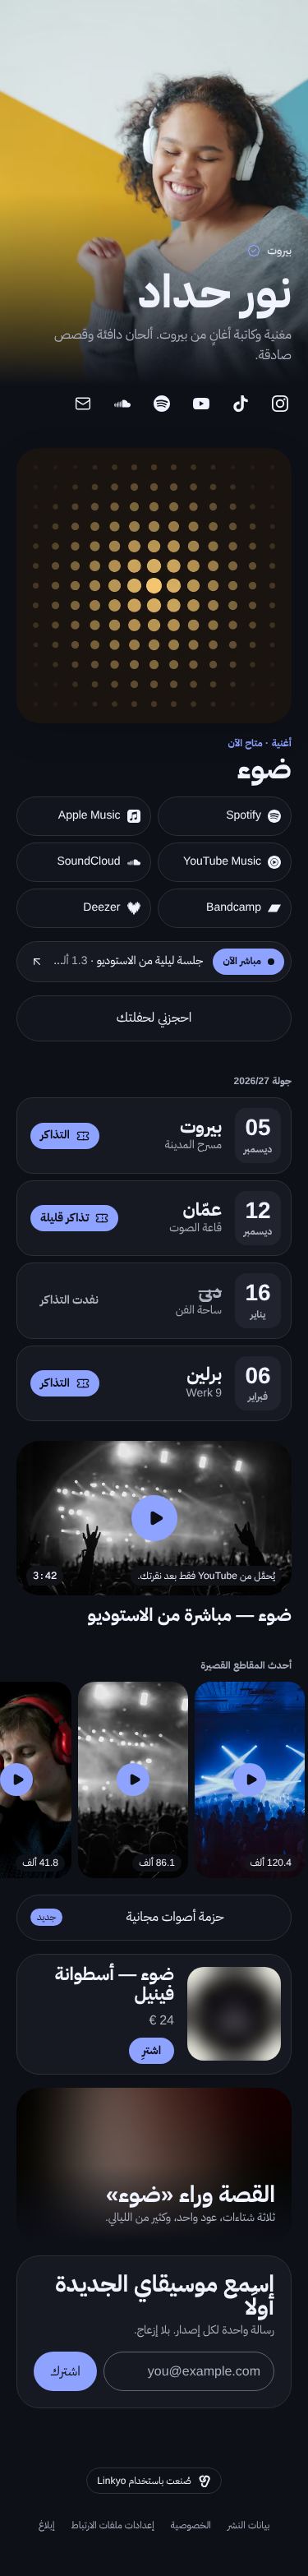 بيروت
نور حداد
مغنية وكاتبة أغانٍ من بيروت. ألحان دافئة وقصص
صادقة.
أغنية · متاح الآن
ضوء
Spotify
Apple Music
YouTube Music
SoundCloud
Bandcamp
Deezer
مباشر الآن
جلسة ليلية من الاستوديو · 1.3 ألـ...
احجزني لحفلتك
جولة 2026/27
05
ديسمبر
بيروت
مسرح المدينة
التذاكر
12
ديسمبر
عمّان
قاعة الصوت
تذاكر قليلة
16
يناير
دبي
ساحة الفن
نفدت التذاكر
06
فبراير
برلين
Werk 9
التذاكر
يُحمَّل من YouTube فقط بعد نقرتك.
3:42
ضوء — مباشرة من الاستوديو
أحدث المقاطع القصيرة
120.4 ألف
86.1 ألف
41.8 ألف
حزمة أصوات مجانية
جديد
ضوء — أسطوانة
فينيل
24 €
اشترِ
القصة وراء «ضوء»
ثلاثة شتاءات، عود واحد، وكثير من الليالي.
اسمع موسيقاي الجديدة
أولًا
رسالة واحدة لكل إصدار. بلا إزعاج.
you@example.com
اشترك
صُنعت باستخدام Linkyo
بيانات النشر
الخصوصية
إعدادات ملفات الارتباط
إبلاغ